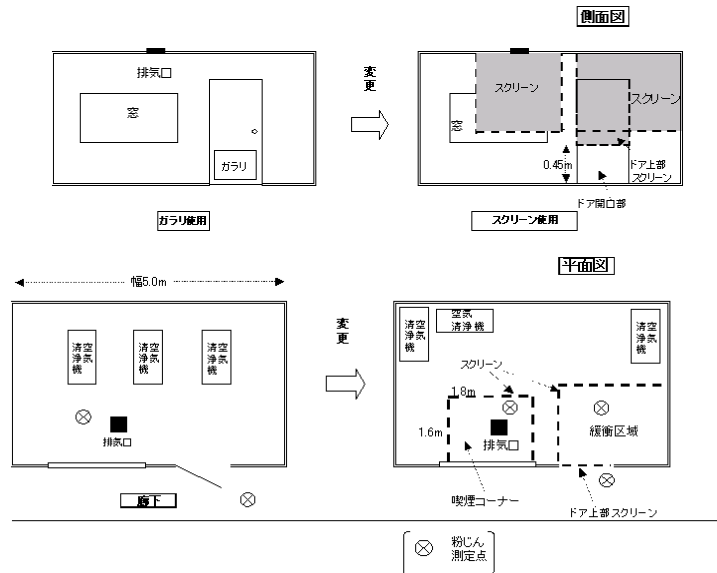 側面図
排気口
窓
ガラリ
変
更
スクリーン
スクリーン
窓
0.45m
ドア上部
スクリーン
ドア開口部
ガラリ使用
スクリーン使用
平面図
幅5.0m
空気
清浄機
空気
清浄機
空気
清浄機
排気口
廊下
変
更
空気
清浄機
空気
清浄機
空気
清浄機
スクリーン
1.8m
1.6m
排気口
緩衝区域
喫煙コーナー
ドア上部スクリーン
粉じん
測定点